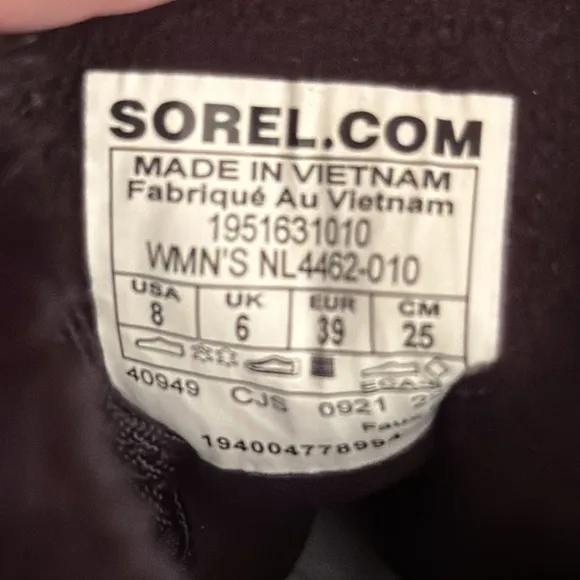 SOREL.COM
MADE IN VIETNAM
Fabriqué Au Vietnam
1951631010
WMN'S NL4462-010
USA UK EUR CM
8 6 39 25
40949 CJS 0921